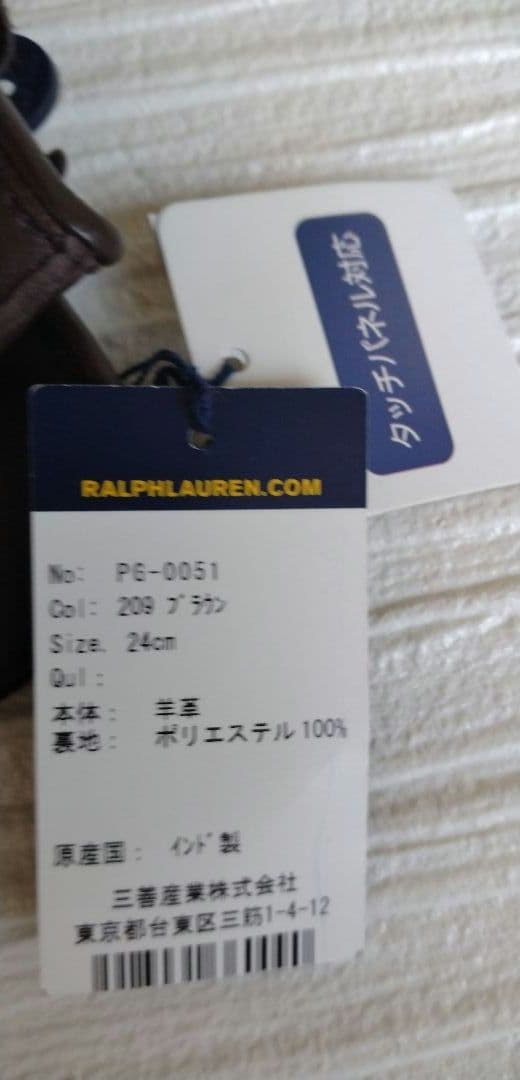 タッチパネル対応
RALPHLAUREN.COM
No: PG-0051
Col: 209 ﾌﾞﾗｳﾝ
Size. 24cm
Qul:
本体: 羊革
裏地: ポリエステル100%
原産国: ｲﾝﾄﾞ製
三善産業株式会社
東京都台東区三筋1-4-12